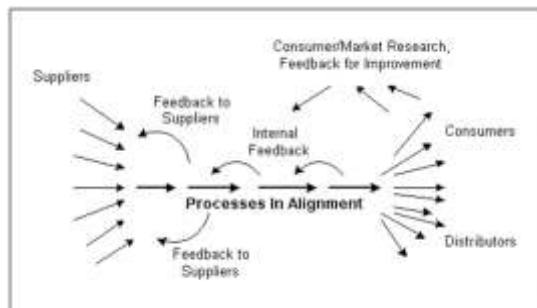 Consumer/Market Research,
Feedback for Improvement
Suppliers
Feedback to
Suppliers
Internal
Feedback
Consumers
Processes In Alignment
Feedback to
Suppliers
Distributors